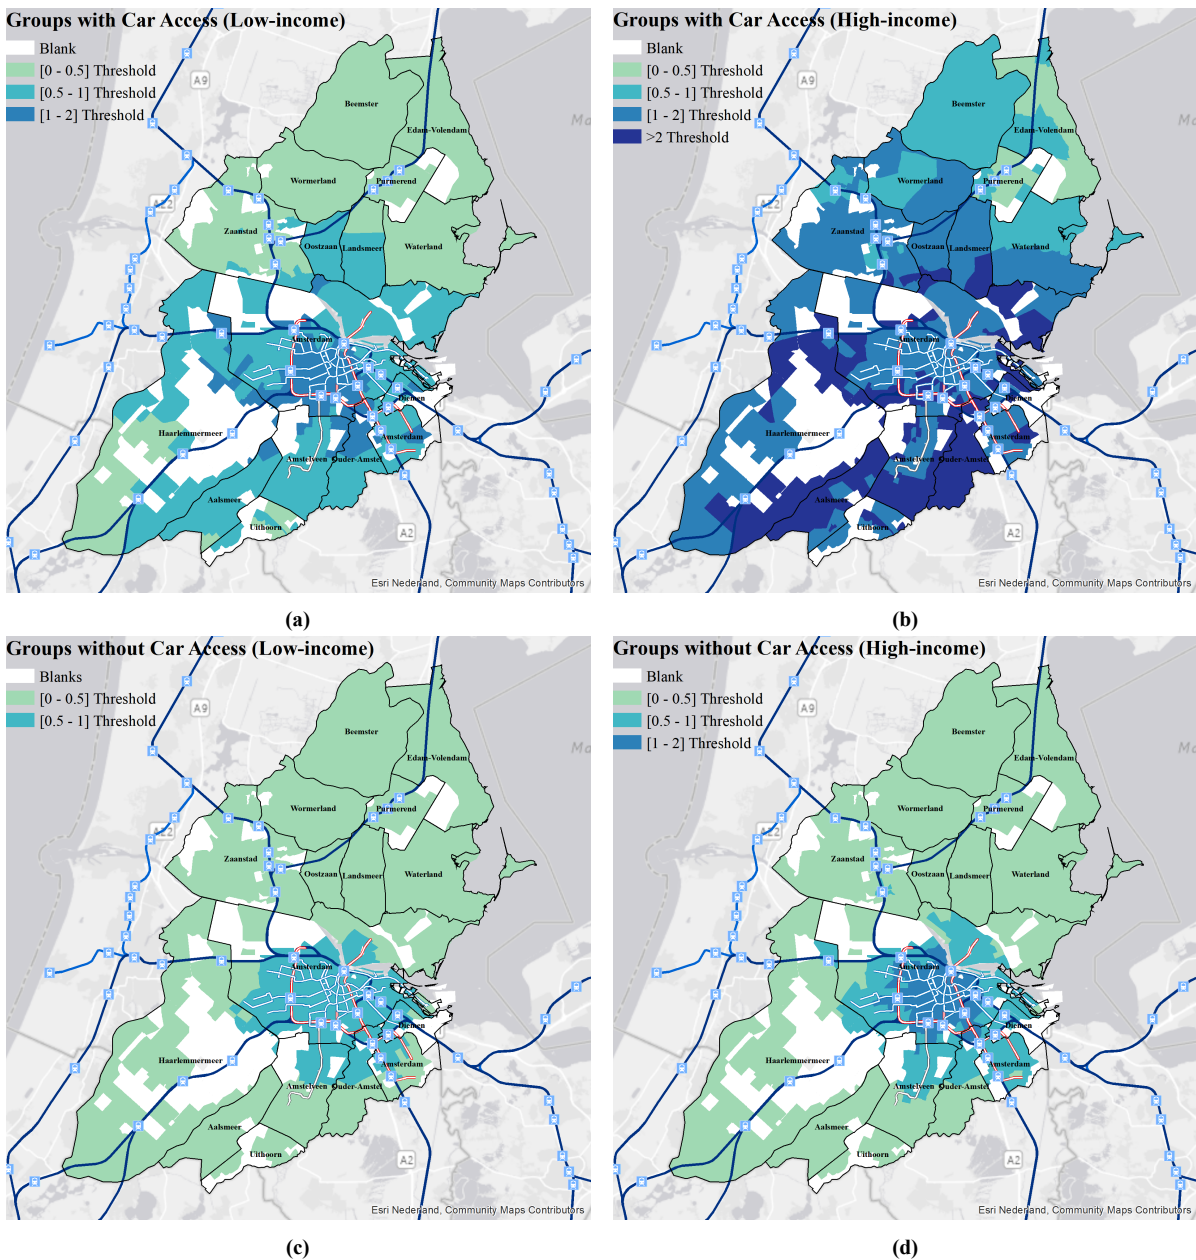 Groups with Car Access (Low-income)
Blank
[0 - 0.5] Threshold
[0.5 - 1] Threshold
[1 - 2] Threshold
A9
Beemster
Edam-Volendam
Wormerland
Purmerend
Zaanstad
Oostzaan
Landsmeer
Waterland
Amsterdam
Diemen
Haarlemmermeer
Amsterdam
Amstelveen
Ouder-Amstel
Aalsmeer
Uithoorn
A2
Esri Nederland, Community Maps Contributors
(a)
Groups with Car Access (High-income)
Blank
[0 - 0.5] Threshold
[0.5 - 1] Threshold
[1 - 2] Threshold
>2 Threshold
A9
Beemster
Edam-Volendam
Wormerland
Purmerend
Zaanstad
Oostzaan
Landsmeer
Waterland
Amsterdam
Diemen
Haarlemmermeer
Amsterdam
Amstelveen
Ouder-Amstel
Aalsmeer
Uithoorn
A2
Esri Nederland, Community Maps Contributors
(b)
Groups without Car Access (Low-income)
Blanks
[0 - 0.5] Threshold
[0.5 - 1] Threshold
A9
Beemster
Edam-Volendam
Wormerland
Purmerend
Zaanstad
Oostzaan
Landsmeer
Waterland
Amsterdam
Diemen
Haarlemmermeer
Amsterdam
Amstelveen
Ouder-Amstel
Aalsmeer
Uithoorn
A2
Esri Nederland, Community Maps Contributors
(c)
Groups without Car Access (High-income)
Blank
[0 - 0.5] Threshold
[0.5 - 1] Threshold
[1 - 2] Threshold
A9
Beemster
Edam-Volendam
Wormerland
Purmerend
Zaanstad
Oostzaan
Landsmeer
Waterland
Amsterdam
Diemen
Haarlemmermeer
Amsterdam
Amstelveen
Ouder-Amstel
Aalsmeer
Uithoorn
A2
Esri Nederland, Community Maps Contributors
(d)